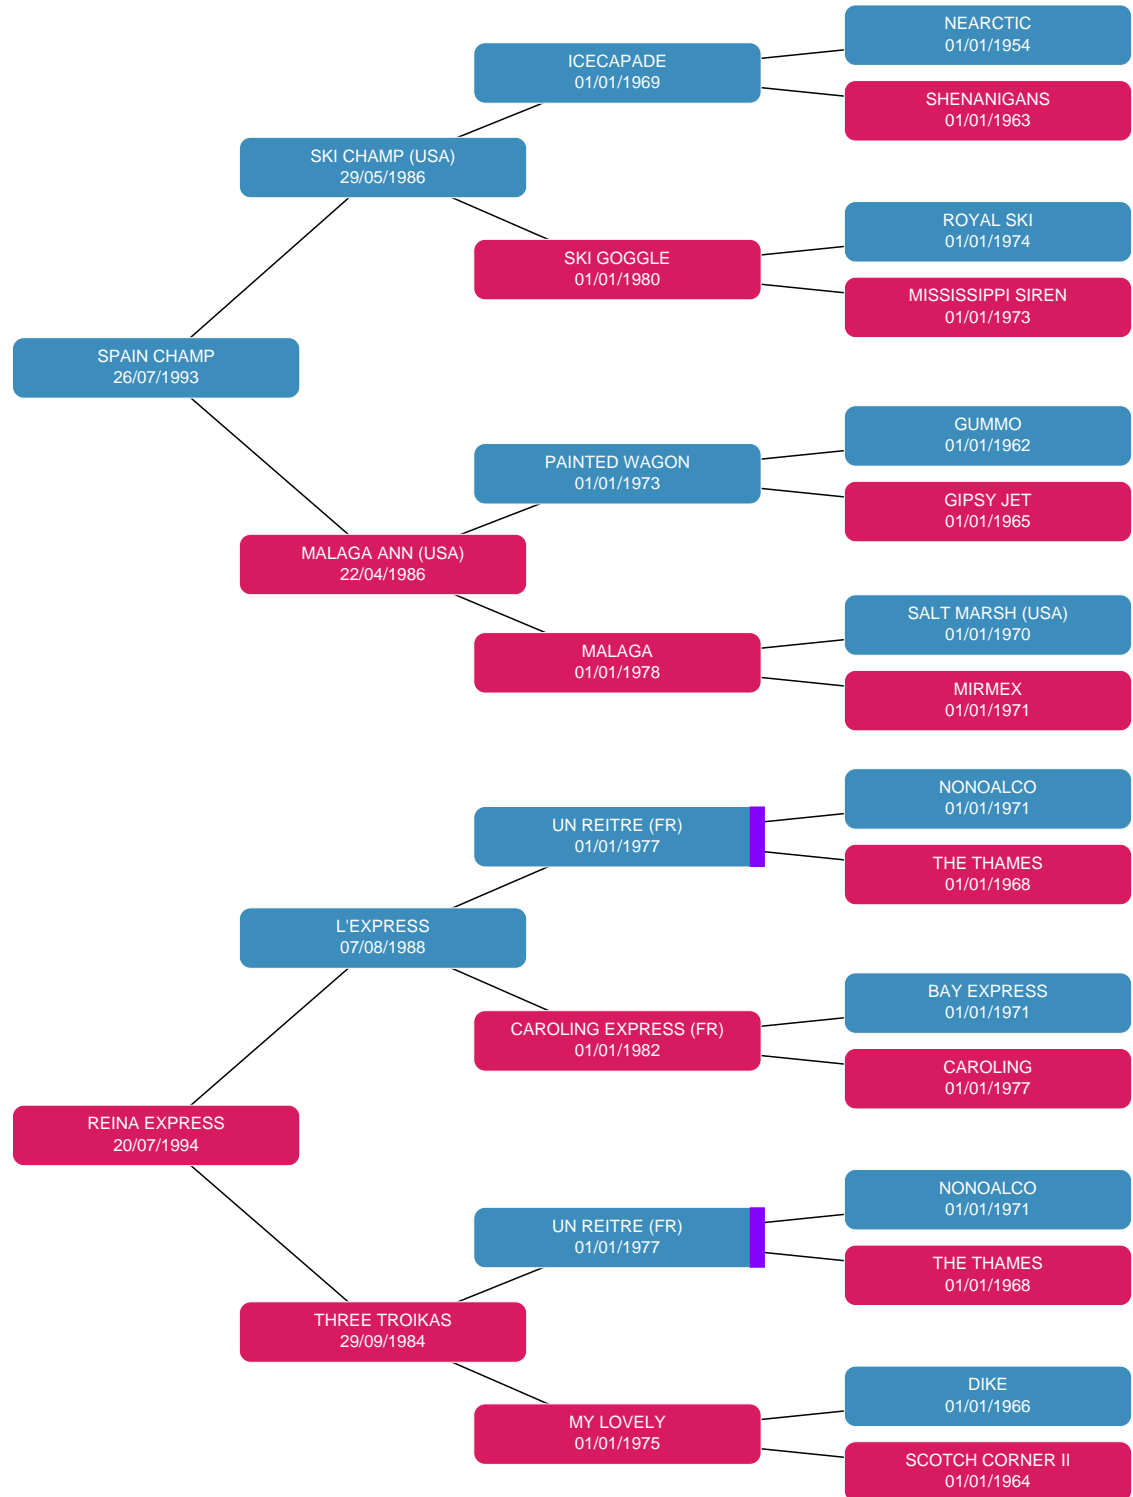 NEARCTIC
01/01/1954
ICECAPADE
01/01/1969
SHENANIGANS
01/01/1963
SKI CHAMP (USA)
29/05/1986
ROYAL SKI
01/01/1974
SKI GOGGLE
01/01/1980
MISSISSIPPI SIREN
01/01/1973
SPAIN CHAMP
26/07/1993
GUMMO
01/01/1962
PAINTED WAGON
01/01/1973
GIPSY JET
01/01/1965
MALAGA ANN (USA)
22/04/1986
SALT MARSH (USA)
01/01/1970
MALAGA
01/01/1978
MIRMEX
01/01/1971
NONOALCO
01/01/1971
UN REITRE (FR)
01/01/1977
THE THAMES
01/01/1968
L'EXPRESS
07/08/1988
BAY EXPRESS
01/01/1971
CAROLING EXPRESS (FR)
01/01/1982
CAROLING
01/01/1977
REINA EXPRESS
20/07/1994
NONOALCO
01/01/1971
UN REITRE (FR)
01/01/1977
THE THAMES
01/01/1968
THREE TROIKAS
29/09/1984
DIKE
01/01/1966
MY LOVELY
01/01/1975
SCOTCH CORNER II
01/01/1964